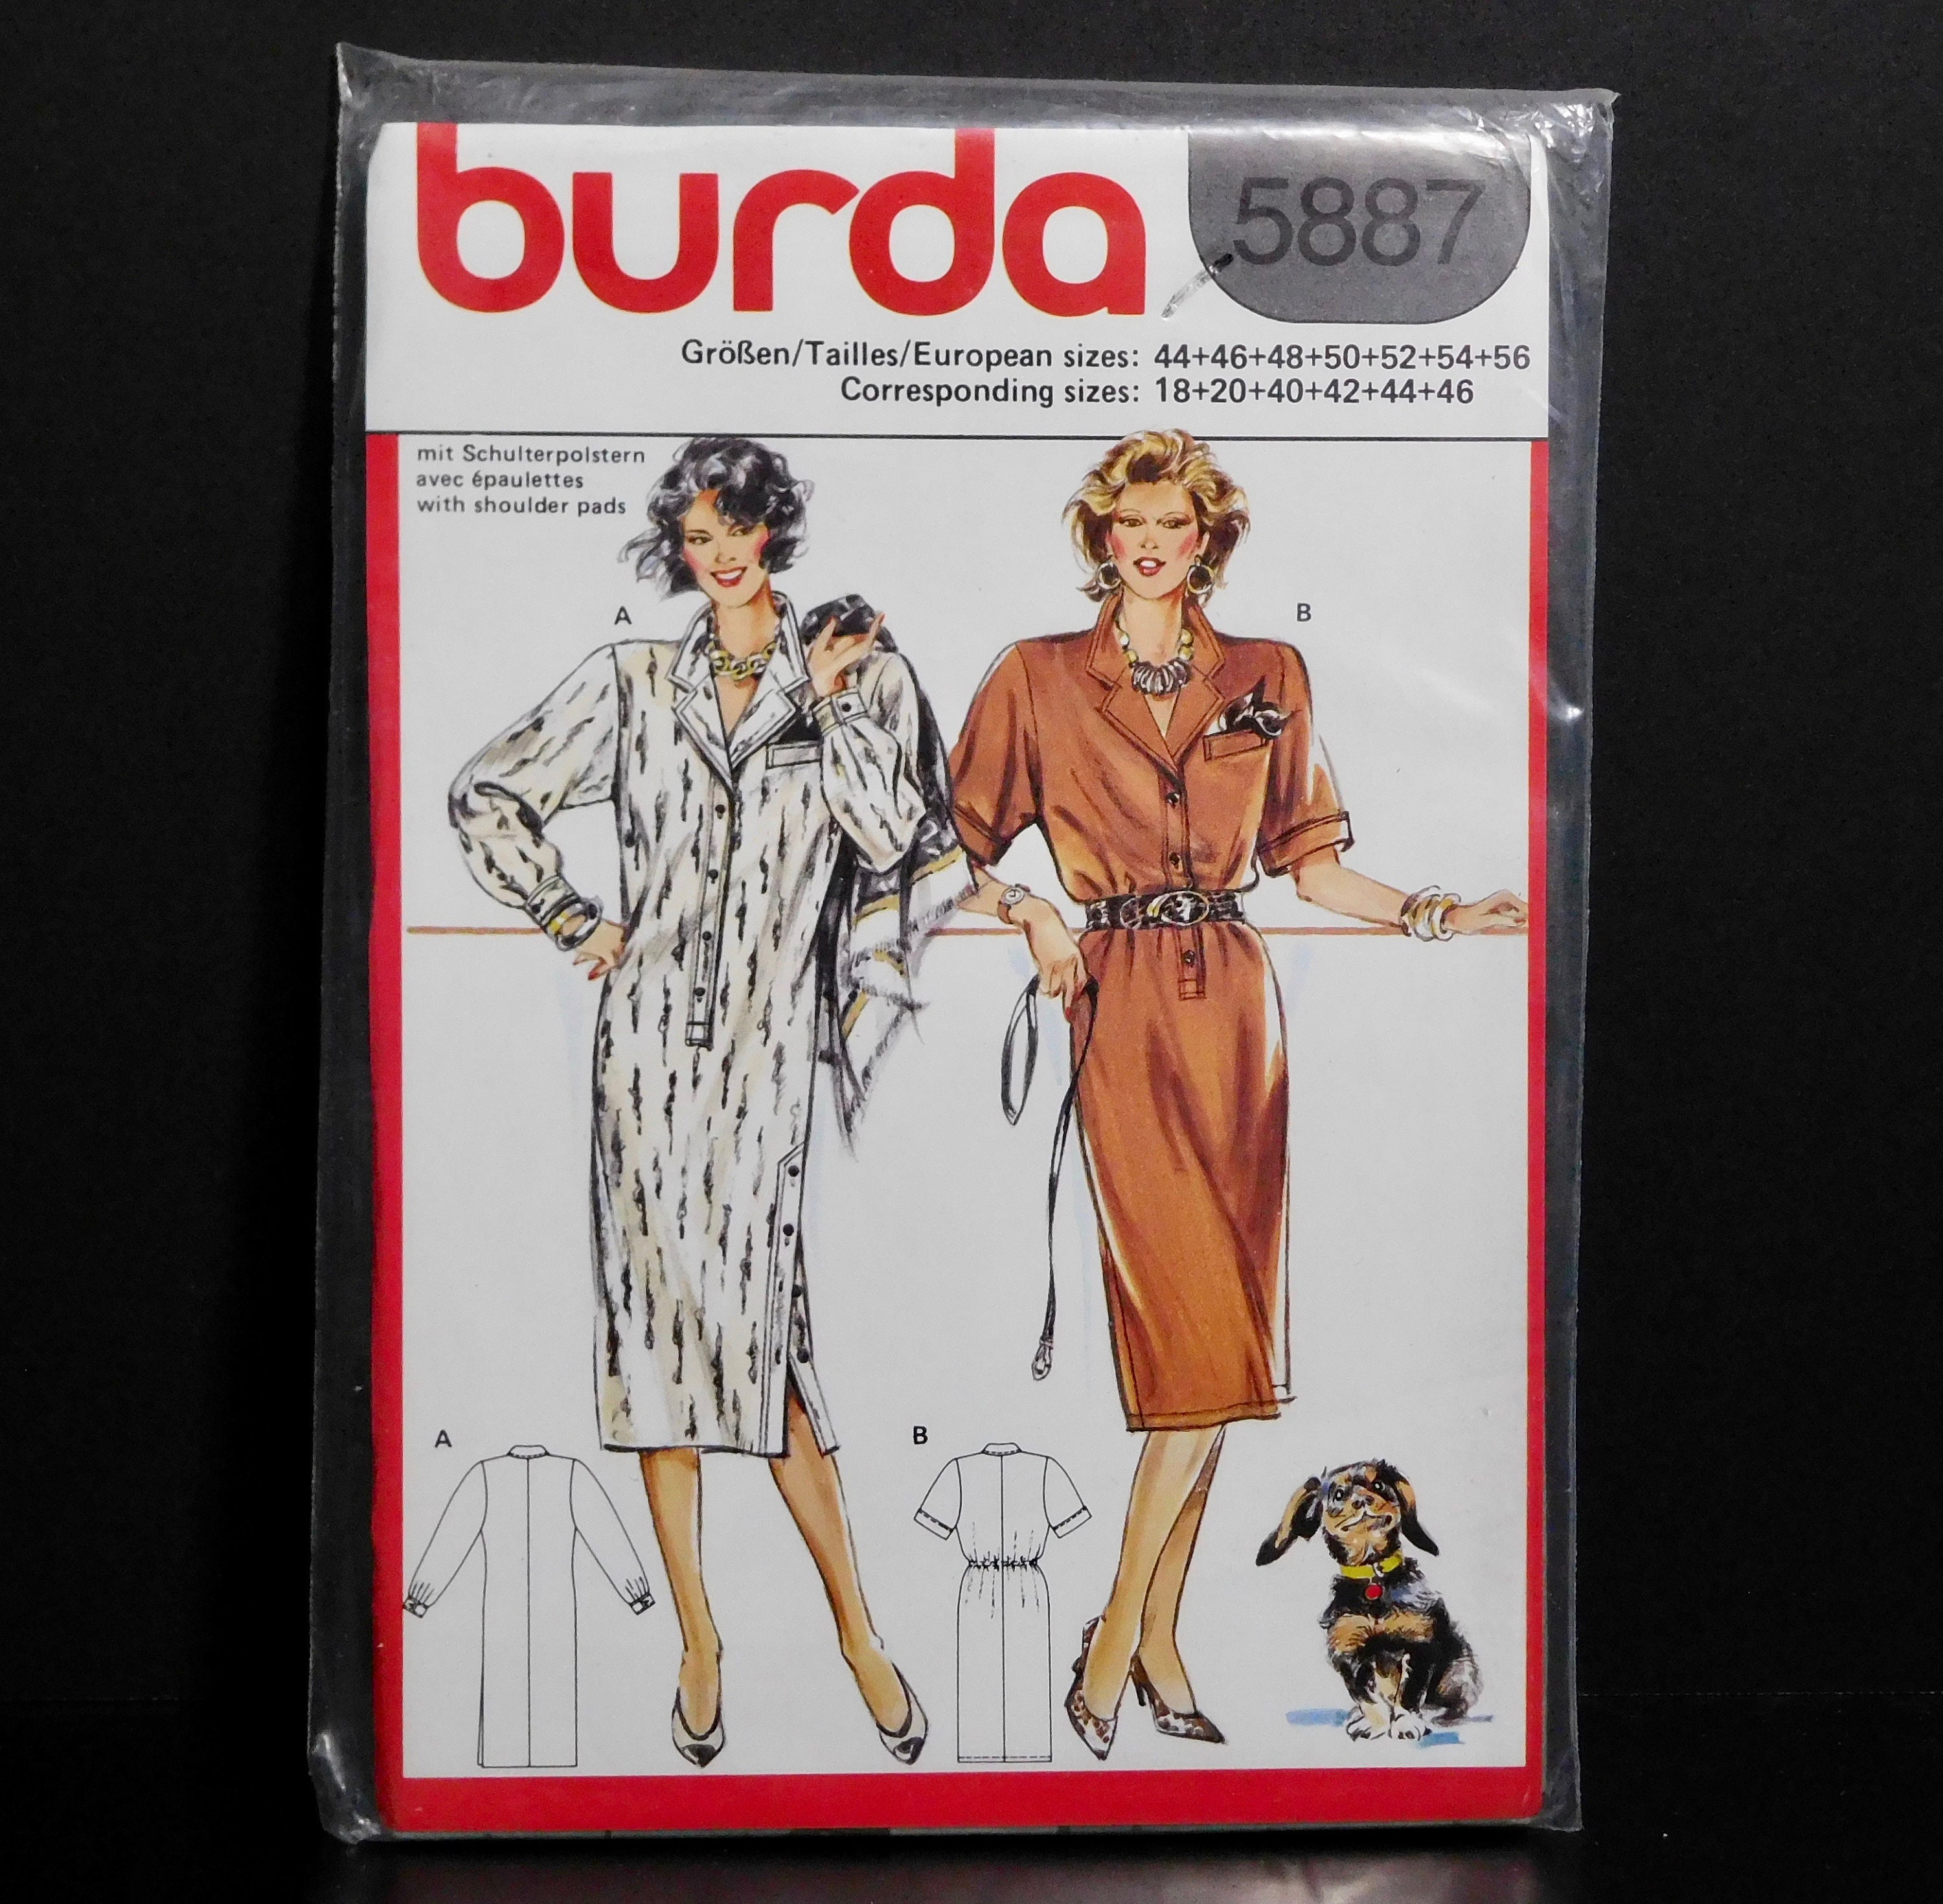 burda
5887
Größen/Tailles/European sizes: 44+46+48+50+52+54+56
Corresponding sizes: 18+20+40+42+44+46
mit Schulterpolstern
avec épaulettes
with shoulder pads
A
B
A
B